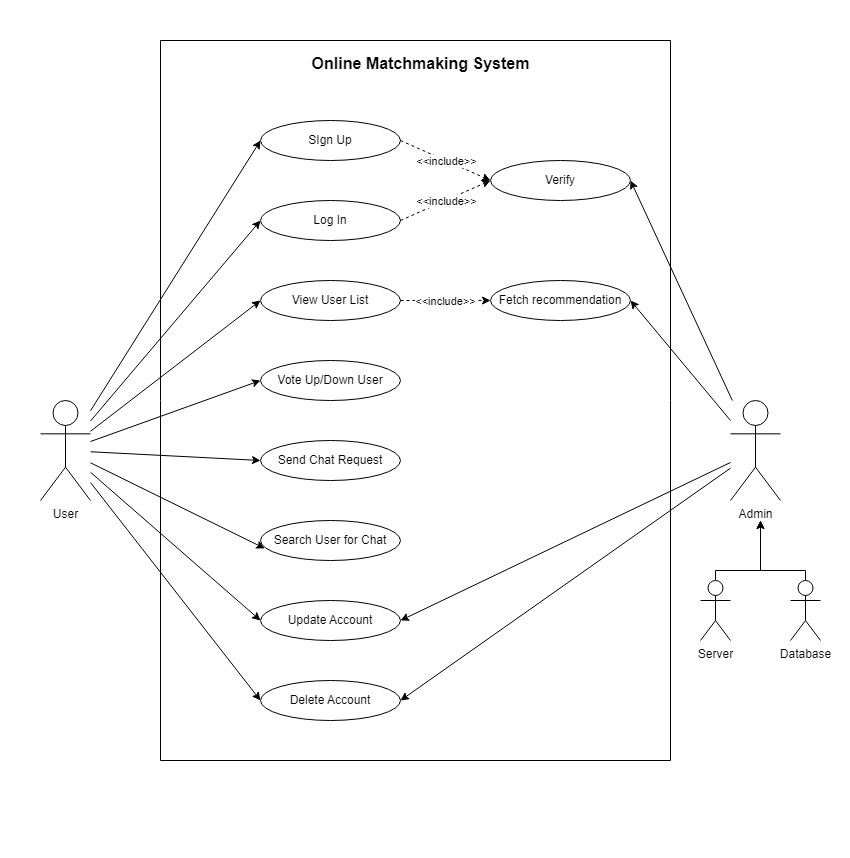 Online Matchmaking System
SIgn Up
<<include>>
Verify
<<include>>
Log In
View User List
<<include>>
Fetch recommendation
Vote Up/Down User
Send Chat Request
User
Admin
Search User for Chat
Update Account
Server
Database
Delete Account